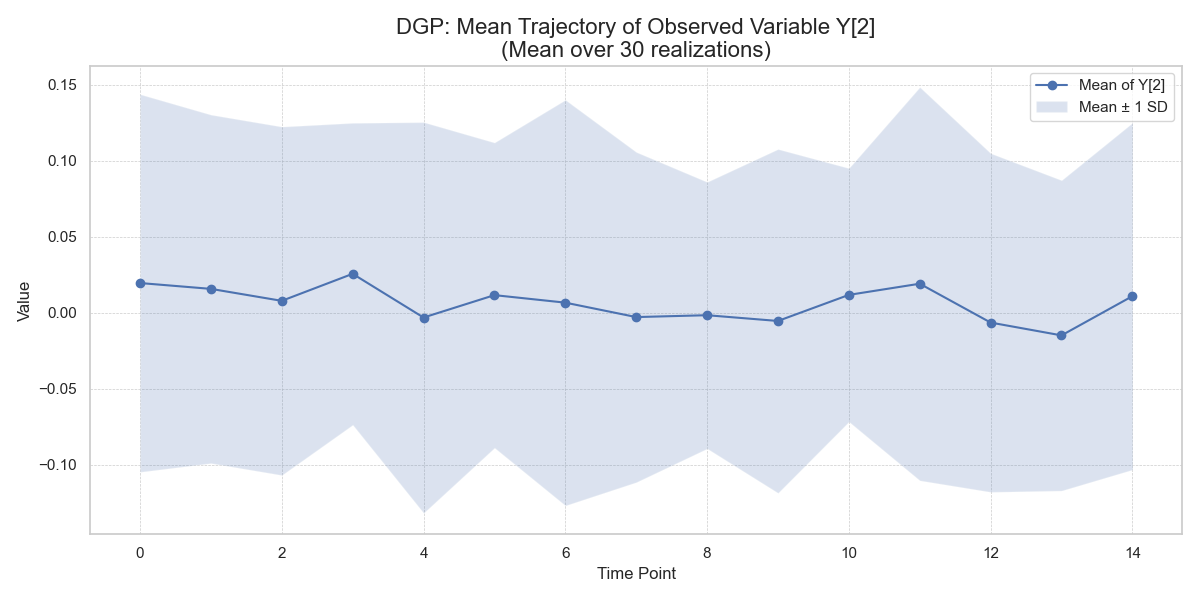 DGP: Mean Trajectory of Observed Variable Y[2]
(Mean over 30 realizations)
Mean of Y[2]
Mean ± 1 SD
Value
0.15
0.10
0.05
0.00
−0.05
−0.10
0
2
4
6
8
10
12
14
Time Point